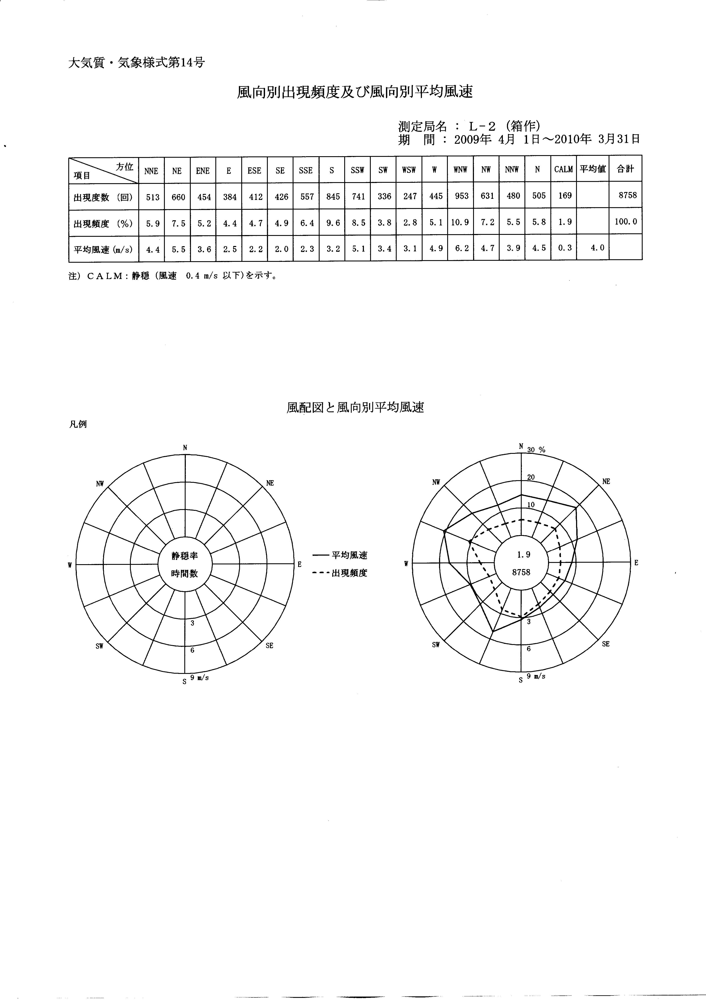 大気質・気象様式第14号
風向別出現頻度及び風向別平均風速
測定局名 : L-2 (箱作)
期 間 : 2009年 4月 1日～2010年 3月31日
項目 方位 NNE NE ENE E ESE SE SSE S SSW SW WSW W WNW NW NNW N CALM 平均値 合計
出現度数 (回) 513 660 454 384 412 426 557 845 741 336 247 445 953 631 480 505 169 8758
出現頻度 (%) 5.9 7.5 5.2 4.4 4.7 4.9 6.4 9.6 8.5 3.8 2.8 5.1 10.9 7.2 5.5 5.8 1.9 100.0
平均風速(m/s) 4.4 5.5 3.6 2.5 2.2 2.0 2.3 3.2 5.1 3.4 3.1 4.9 6.2 4.7 3.9 4.5 0.3 4.0
注) CALM:静穏 (風速 0.4 m/s 以下)を示す。
風配図と風向別平均風速
凡例
N
NW
NE
W
静穏率
時間数
E
3
SW
6
SE
S
9 m/s
平均風速
出現頻度
N
30 %
20
NW
NE
10
W
1.9
8758
E
3
SW
6
SE
S
9 m/s